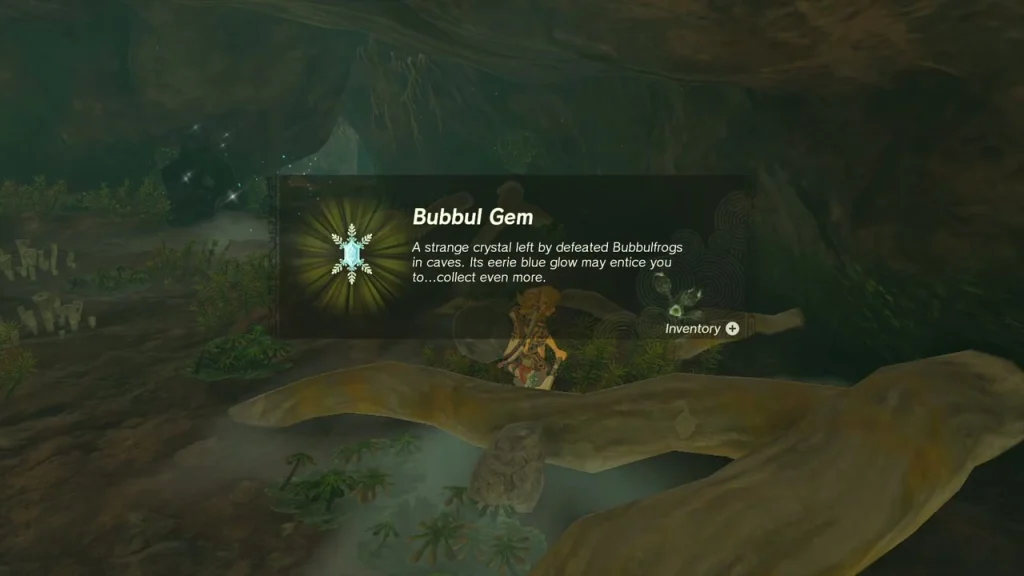 Bubbul Gem
A strange crystal left by defeated Bubbulfrogs
in caves. Its eerie blue glow may entice you
to...collect even more.
Inventory